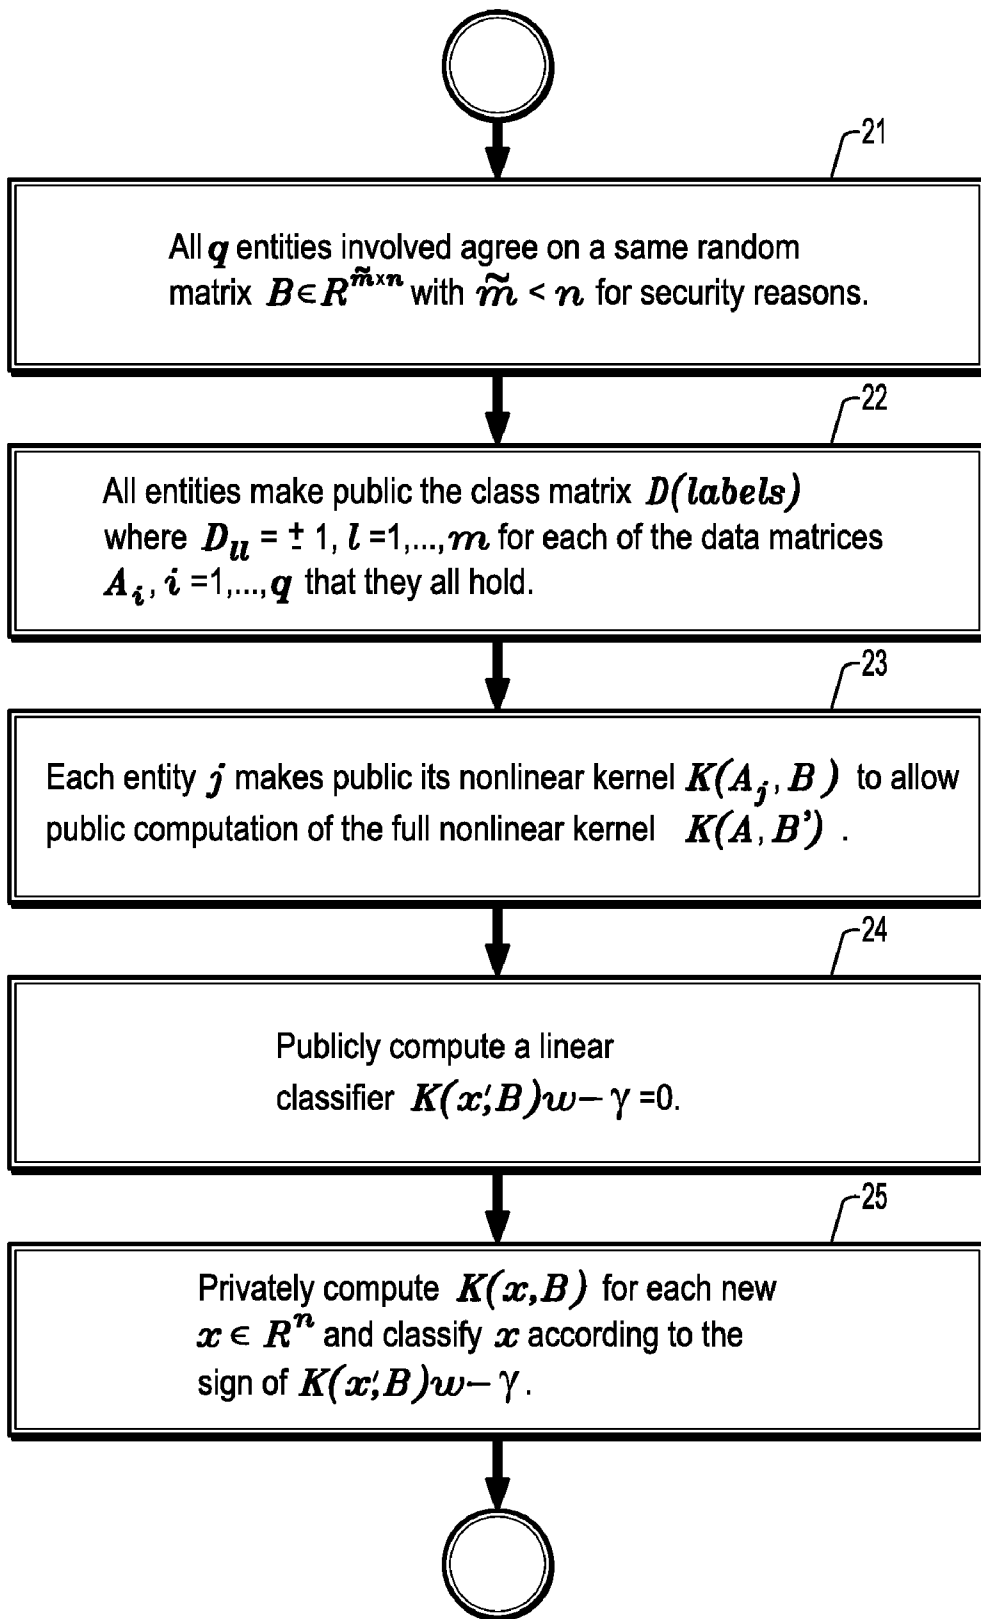 21
All q entities involved agree on a same random
matrix B∈R^m̃×n with m̃ < n for security reasons.
22
All entities make public the class matrix D(labels)
where D_ll = ± 1, l =1,...,m for each of the data matrices
A_i, i =1,...,q that they all hold.
23
Each entity j makes public its nonlinear kernel K(A_j, B ) to allow
public computation of the full nonlinear kernel K(A, B’) .
24
Publicly compute a linear
classifier K(x′,B)w− γ =0.
25
Privately compute K(x,B) for each new
x ∈ R^n and classify x according to the
sign of K(x′,B)w− γ .